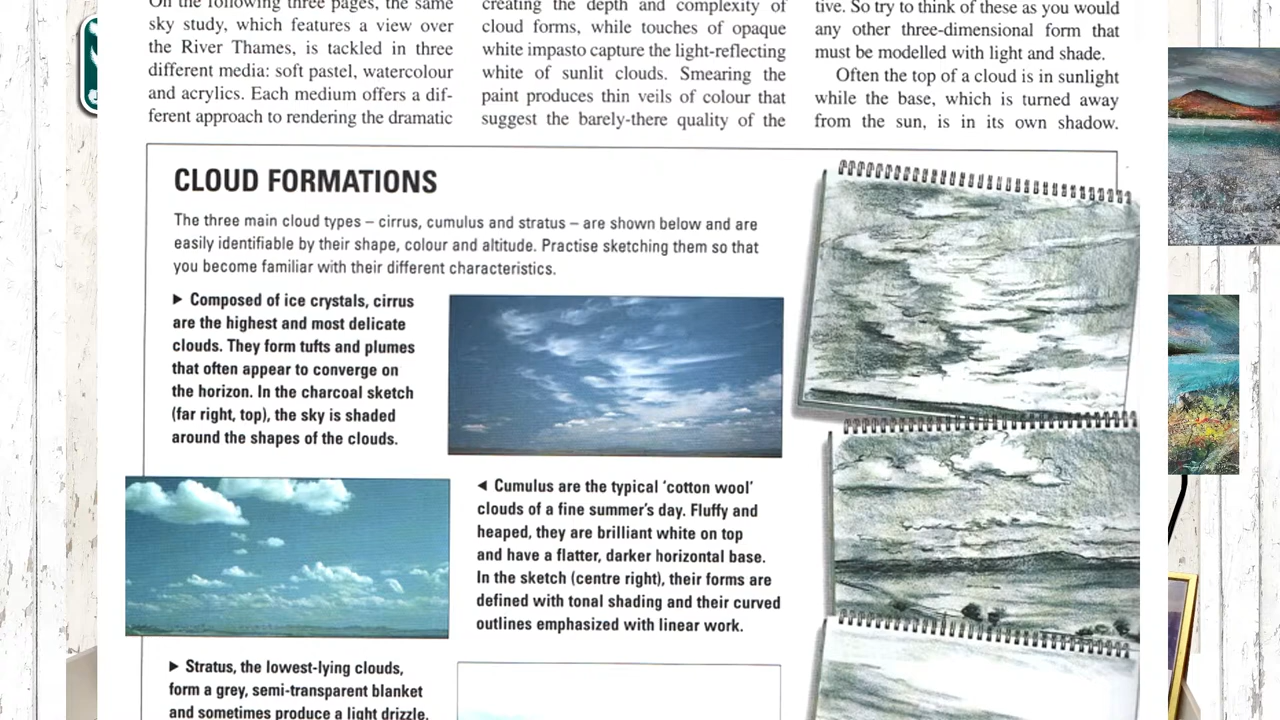 On the following three pages, the same
sky study, which features a view over
the River Thames, is tackled in three
different media: soft pastel, watercolour
and acrylics. Each medium offers a dif-
ferent approach to rendering the dramatic
creating the depth and complexity of
cloud forms, while touches of opaque
white impasto capture the light-reflecting
white of sunlit clouds. Smearing the
paint produces thin veils of colour that
suggest the barely-there quality of the
tive. So try to think of these as you would
any other three-dimensional form that
must be modelled with light and shade.
Often the top of a cloud is in sunlight
while the base, which is turned away
from the sun, is in its own shadow.
CLOUD FORMATIONS
The three main cloud types – cirrus, cumulus and stratus – are shown below and are
easily identifiable by their shape, colour and altitude. Practise sketching them so that
you become familiar with their different characteristics.
► Composed of ice crystals, cirrus
are the highest and most delicate
clouds. They form tufts and plumes
that often appear to converge on
the horizon. In the charcoal sketch
(far right, top), the sky is shaded
around the shapes of the clouds.
◄ Cumulus are the typical ‘cotton wool’
clouds of a fine summer’s day. Fluffy and
heaped, they are brilliant white on top
and have a flatter, darker horizontal base.
In the sketch (centre right), their forms are
defined with tonal shading and their curved
outlines emphasized with linear work.
► Stratus, the lowest-lying clouds,
form a grey, semi-transparent blanket
and sometimes produce a light drizzle.